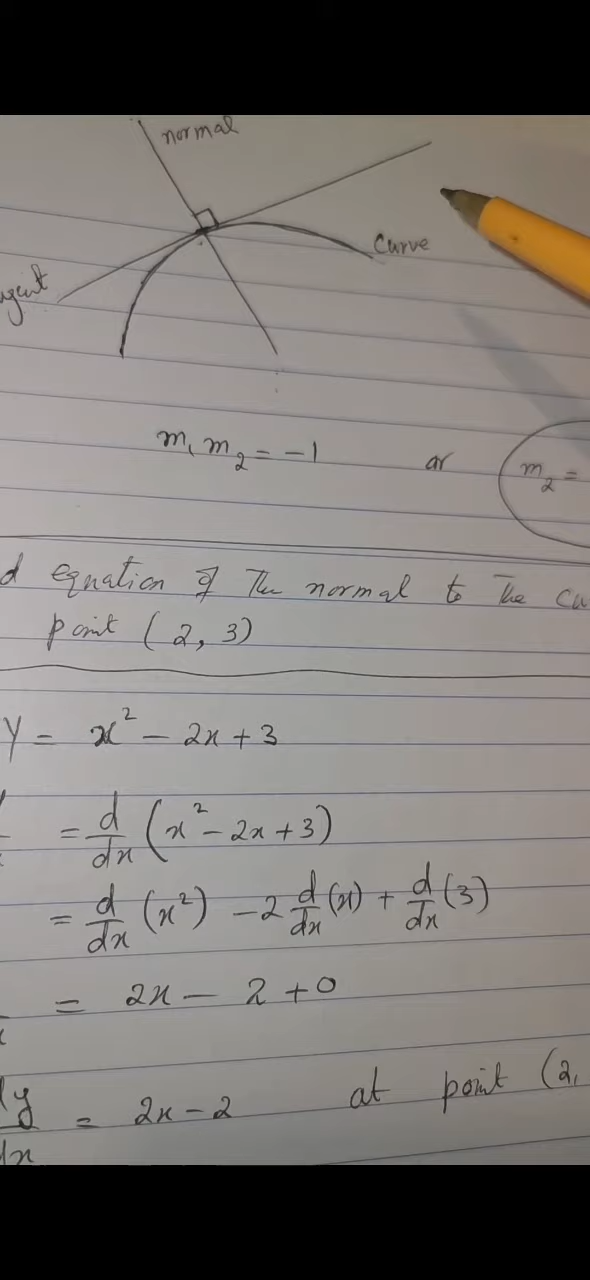 normal
Curve
m₁ m₂ = -1 or m₂ =
equation of The normal to The
point (2, 3)
y = x² - 2x + 3
= d/dx (x² - 2x + 3)
= d/dx (x²) - 2 d/dx (x) + d/dx (3)
= 2x - 2 + 0
dy/dx = 2x - 2 at point (2,